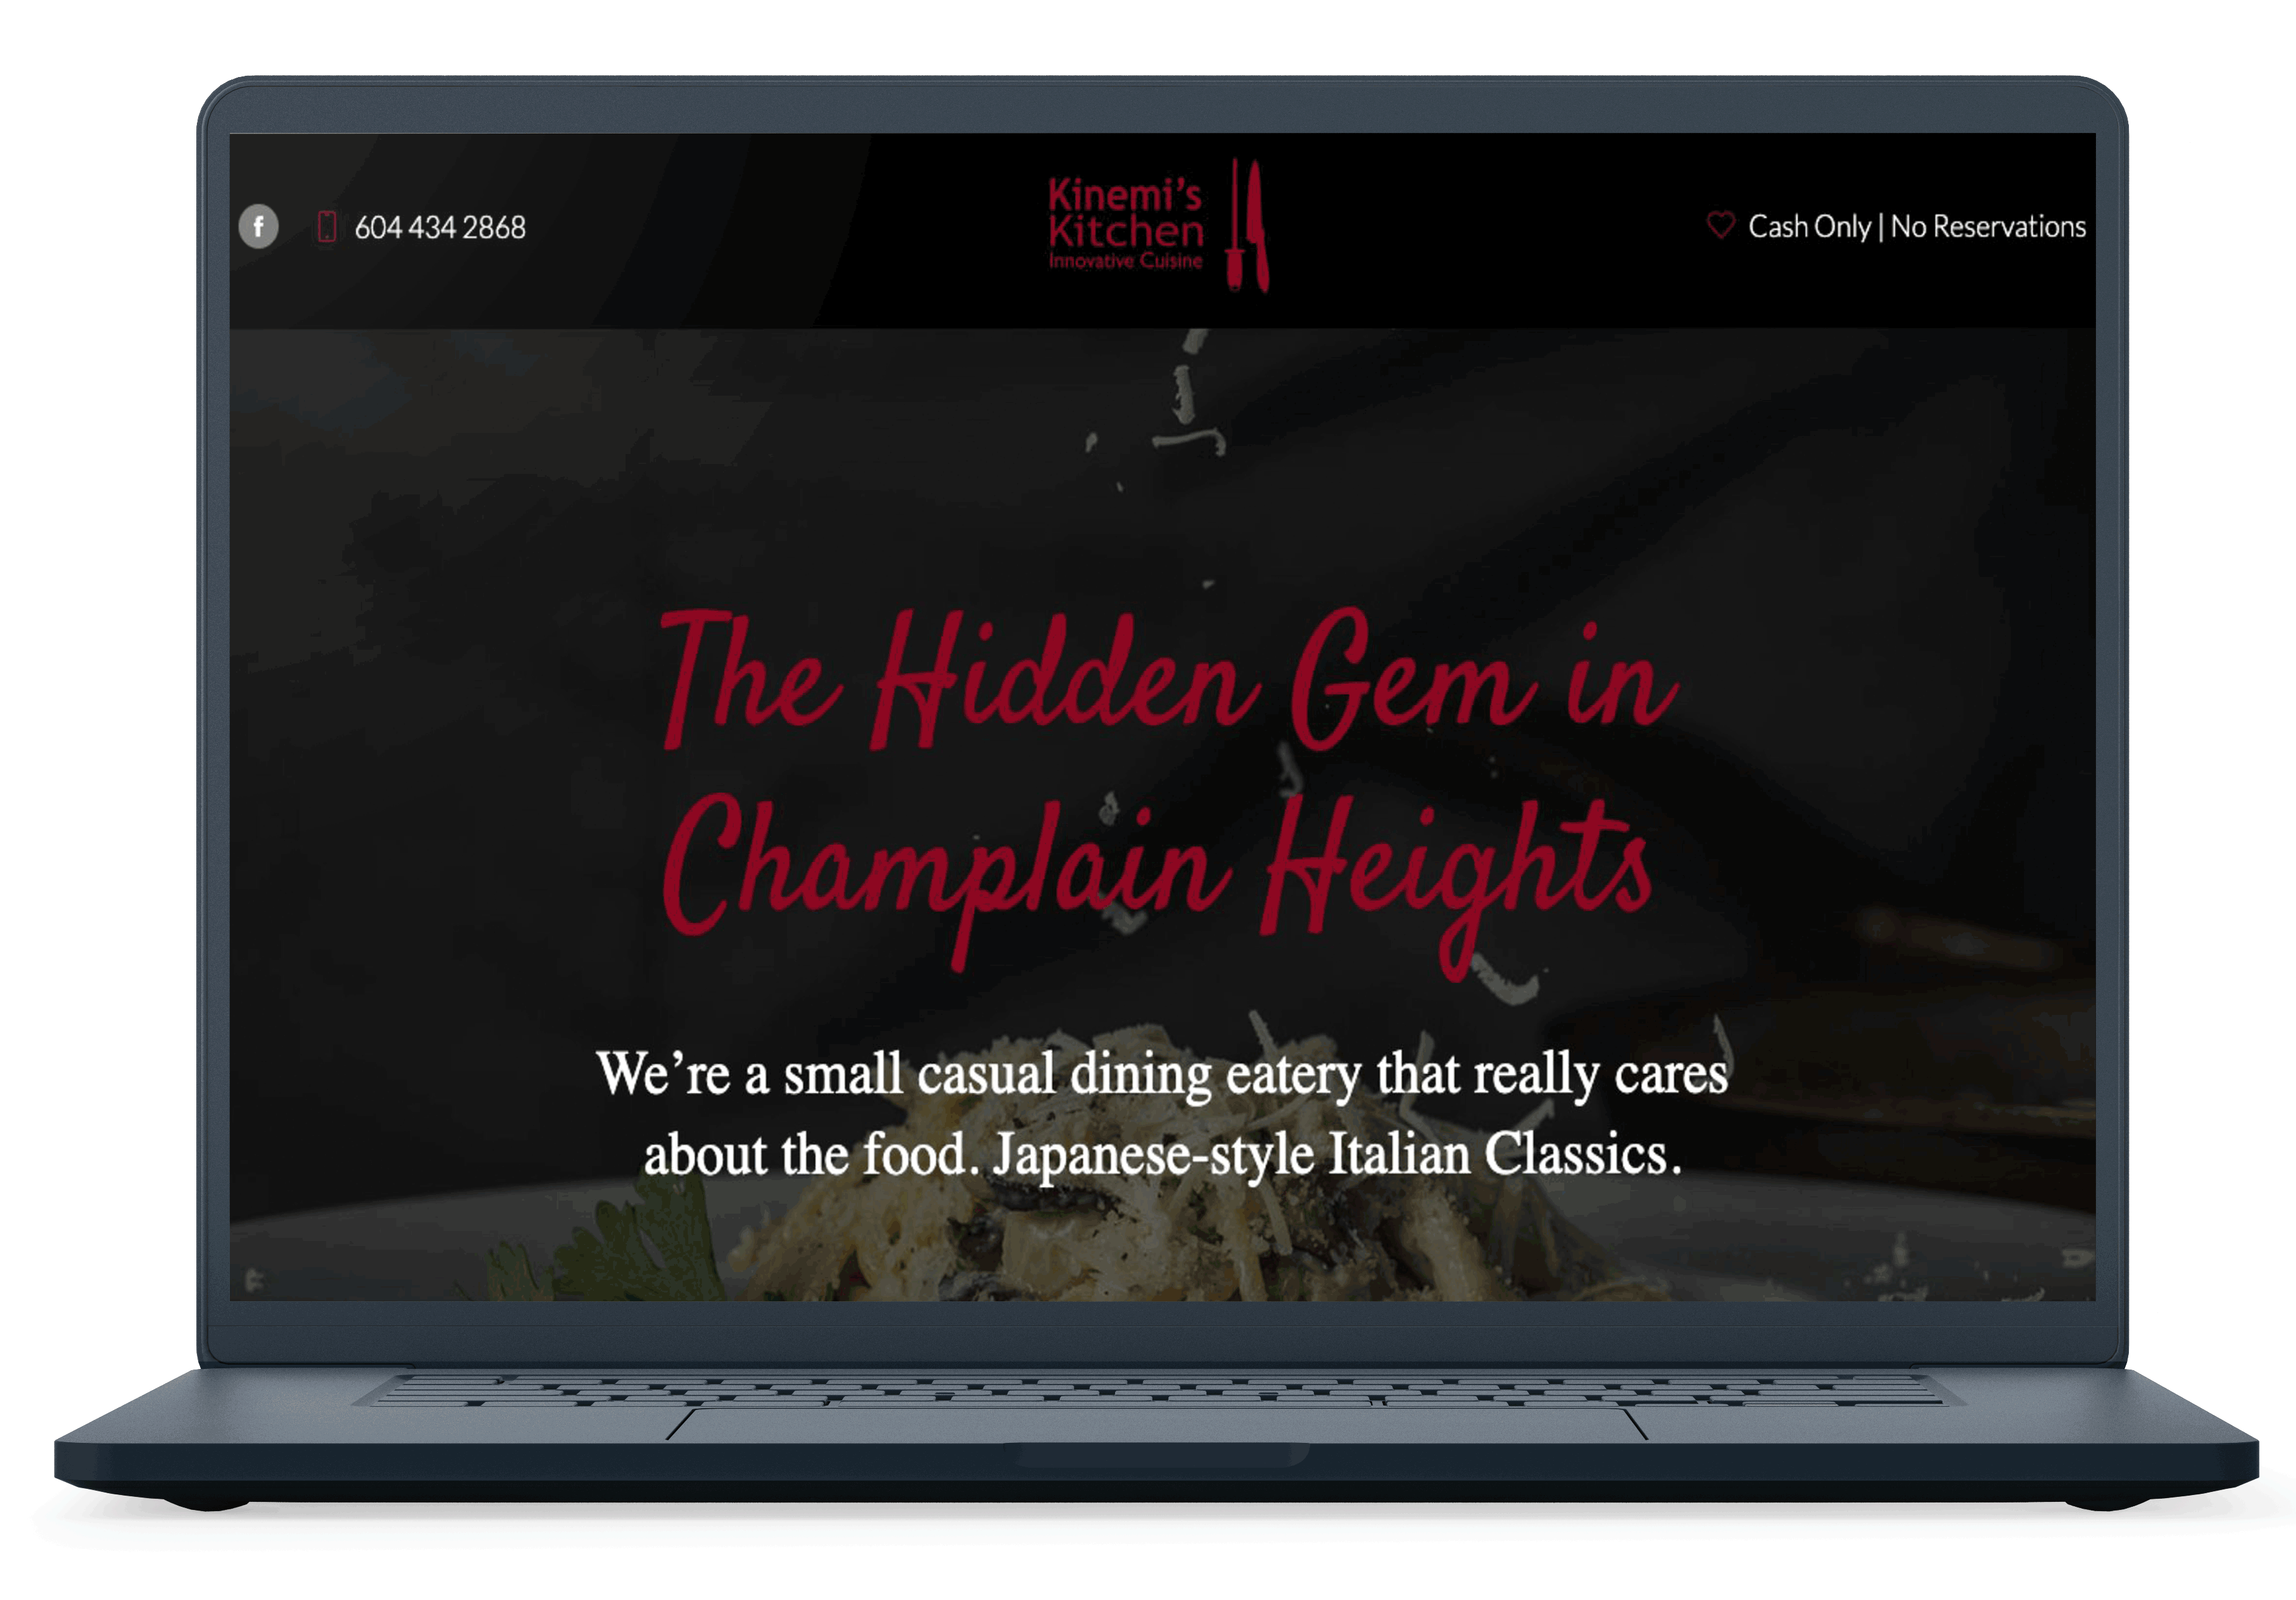 f
604 434 2868
Kinemi's
Kitchen
Innovative Cuisine
Cash Only | No Reservations
The Hidden Gem in
Champlain Heights
We're a small casual dining eatery that really cares
about the food. Japanese-style Italian Classics.